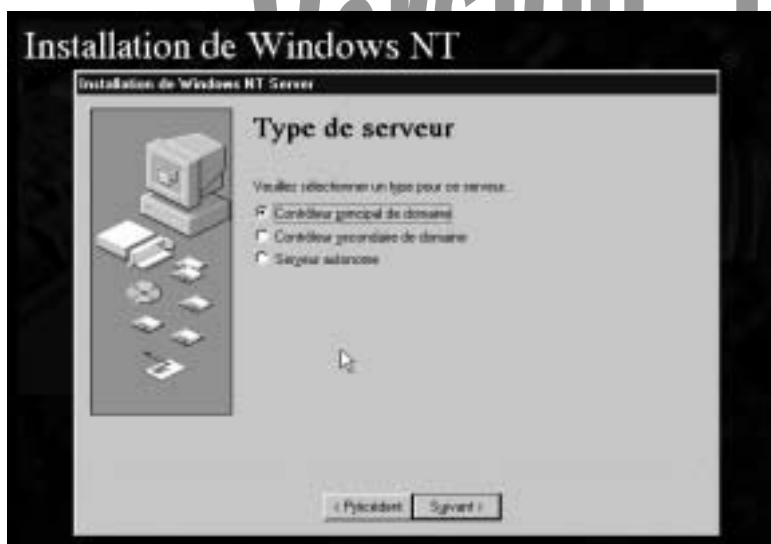 Installation de Windows NT
Installation de Windows NT Server
Type de serveur
Veuillez sélectionner un type pour ce serveur.
Contrôleur principal de domaine
Contrôleur secondaire de domaine
Serveur autonome
< Précédent
Suivant >